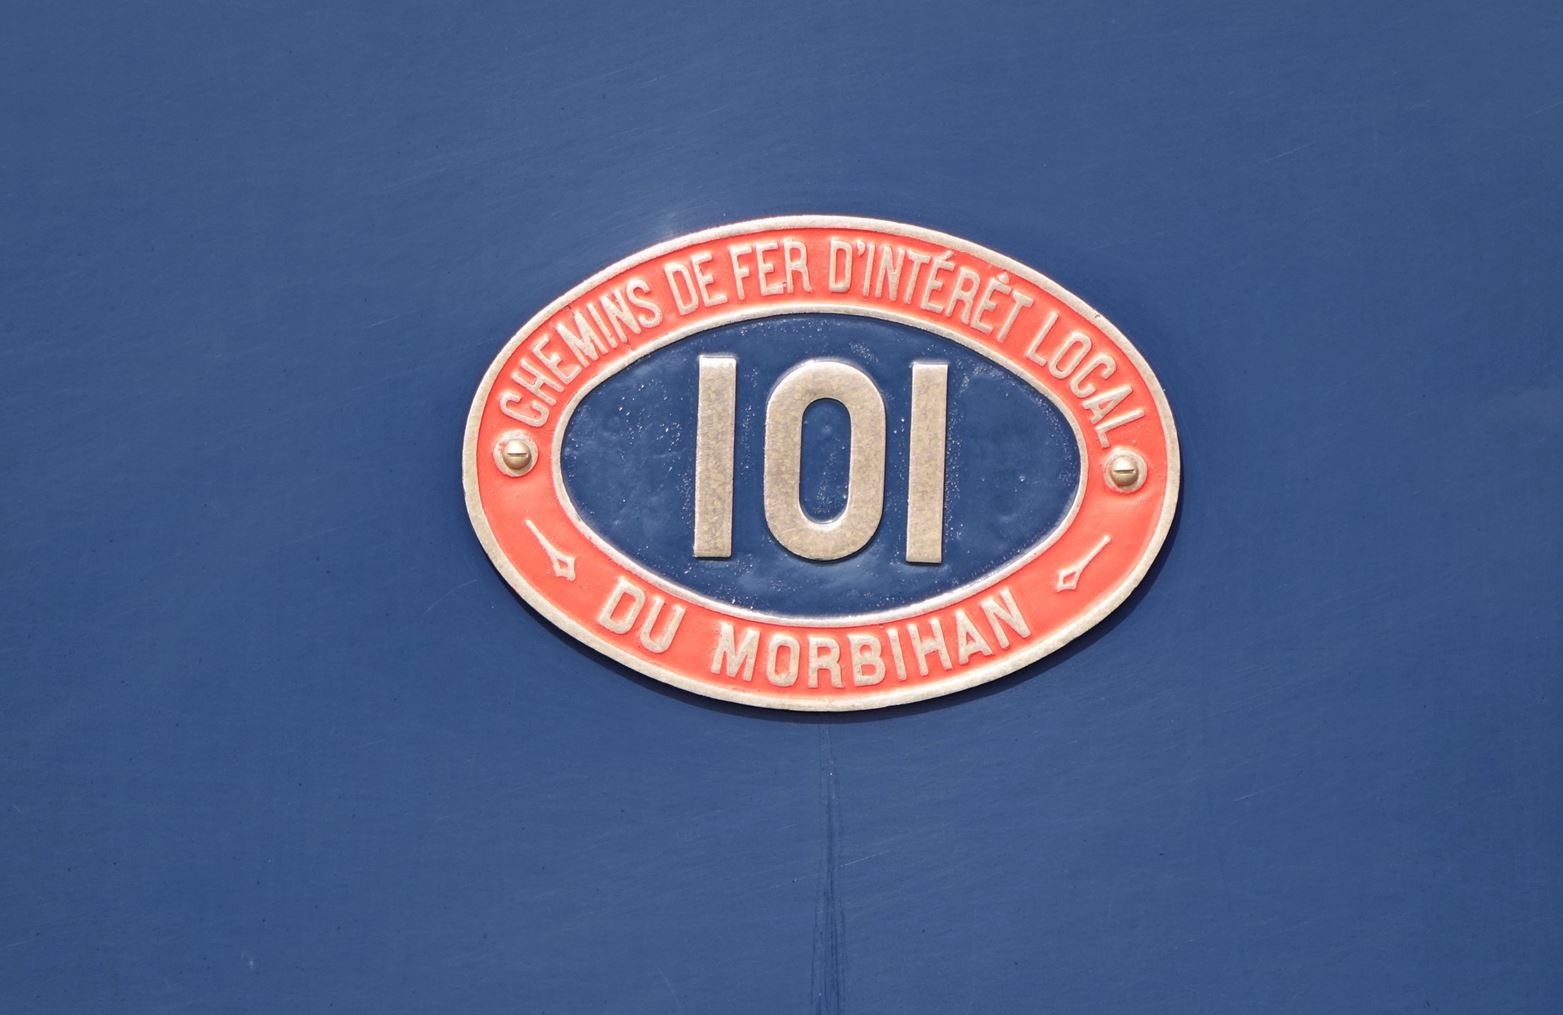 CHEMINS DE FER D'INTÉRÊT LOCAL
101
DU MORBIHAN